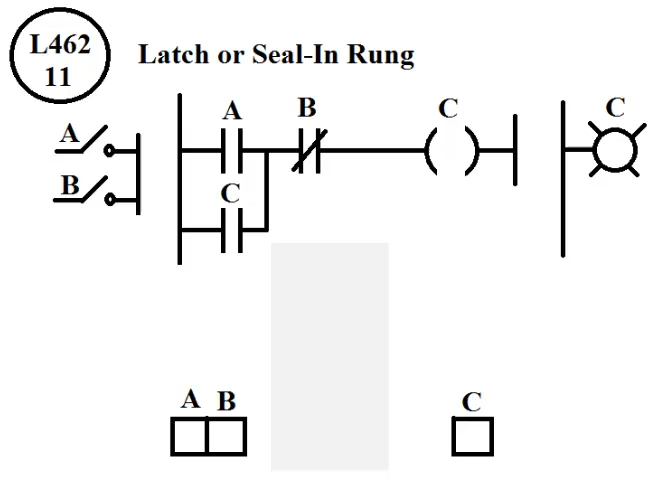 L462
11
Latch or Seal-In Rung
A B C C
A
B
C
A B C